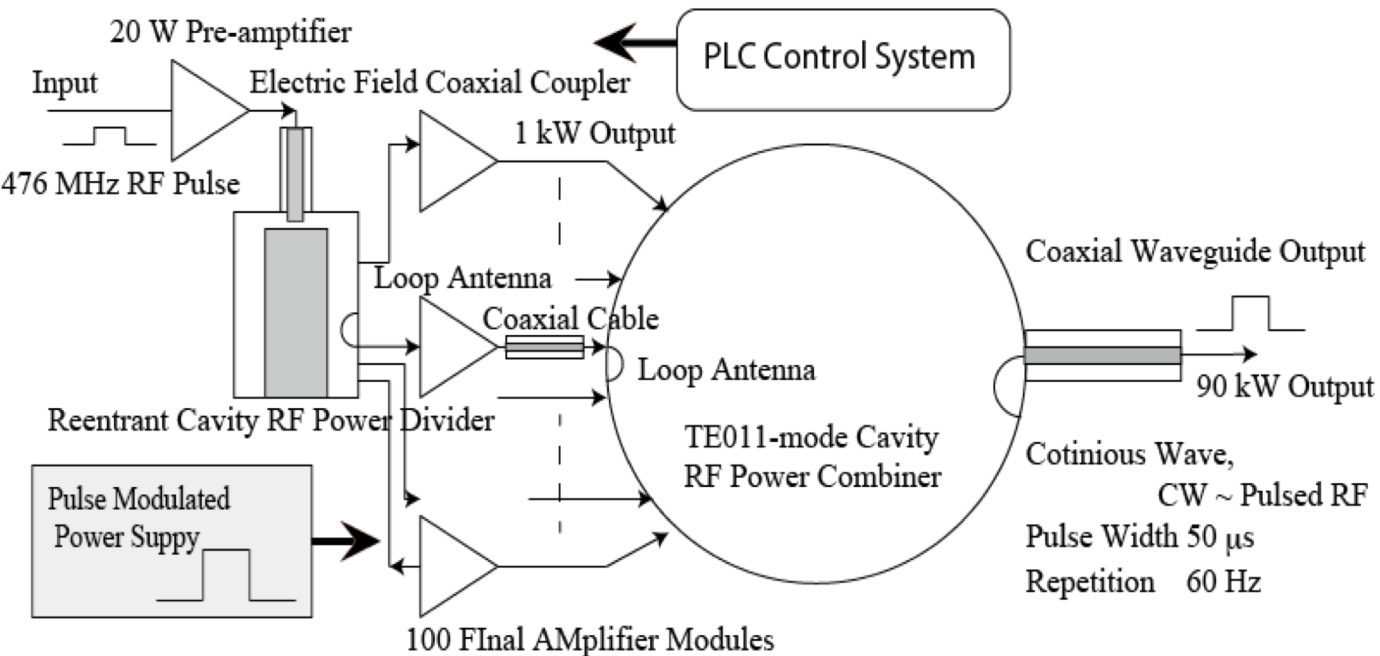 20 W Pre-amptifier
PLC Control System
Input
Electric Field Coaxial Coupler
1 kW Output
476 MHz RF Pulse
Coaxial Waveguide Output
Loop Antenna
Coaxial Cable
Loop Antenna
90 kW Output
Reentrant Cavity RF Power Divider
TE011-mode Cavity
RF Power Combiner
Cotinious Wave,
CW ~ Pulsed RF
Pulse Modulated
Power Suppy
Pulse Width 50 μs
Repetition 60 Hz
100 FInal AMplifier Modules